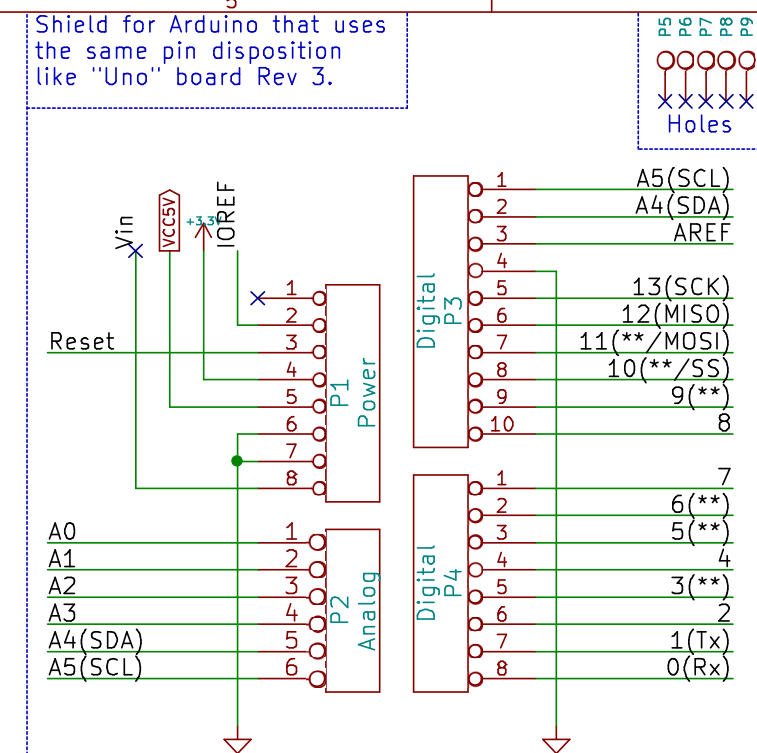 5
Shield for Arduino that uses
the same pin disposition
like "Uno" board Rev 3.
P5
P6
P7
P8
P9
Holes
Vin
VCC5V
+3.3V
IOREF
1
2
Reset
3
4
5
6
7
8
P1
Power
A0
1
A1
2
A2
3
A3
4
A4(SDA)
5
A5(SCL)
6
P2
Analog
Digital
P3
1
A5(SCL)
2
A4(SDA)
3
AREF
4
5
13(SCK)
6
12(MISO)
7
11(**/MOSI)
8
10(**/SS)
9
9(**)
10
8
Digital
P4
1
7
2
6(**)
3
5(**)
4
4
5
3(**)
6
2
7
1(Tx)
8
0(Rx)